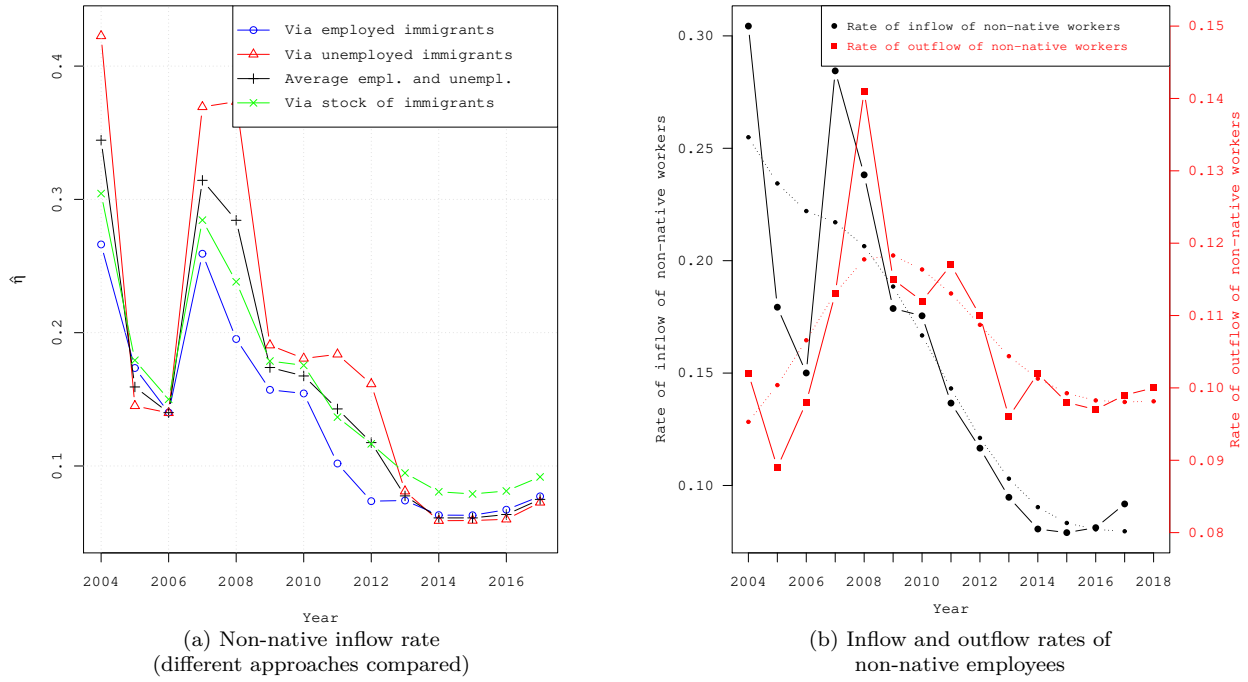 Via employed immigrants
Via unemployed immigrants
Average empl. and unempl.
Via stock of immigrants
0.4
0.3
0.2
0.1
η̂
2004 2006 2008 2010 2012 2014 2016
Year
(a) Non-native inflow rate
(different approaches compared)
Rate of inflow of non-native workers
Rate of outflow of non-native workers
0.30
0.25
0.20
0.15
0.10
Rate of inflow of non-native workers
0.15
0.14
0.13
0.12
0.11
0.10
0.09
0.08
Rate of outflow of non-native workers
2004 2006 2008 2010 2012 2014 2016 2018
Year
(b) Inflow and outflow rates of
non-native employees